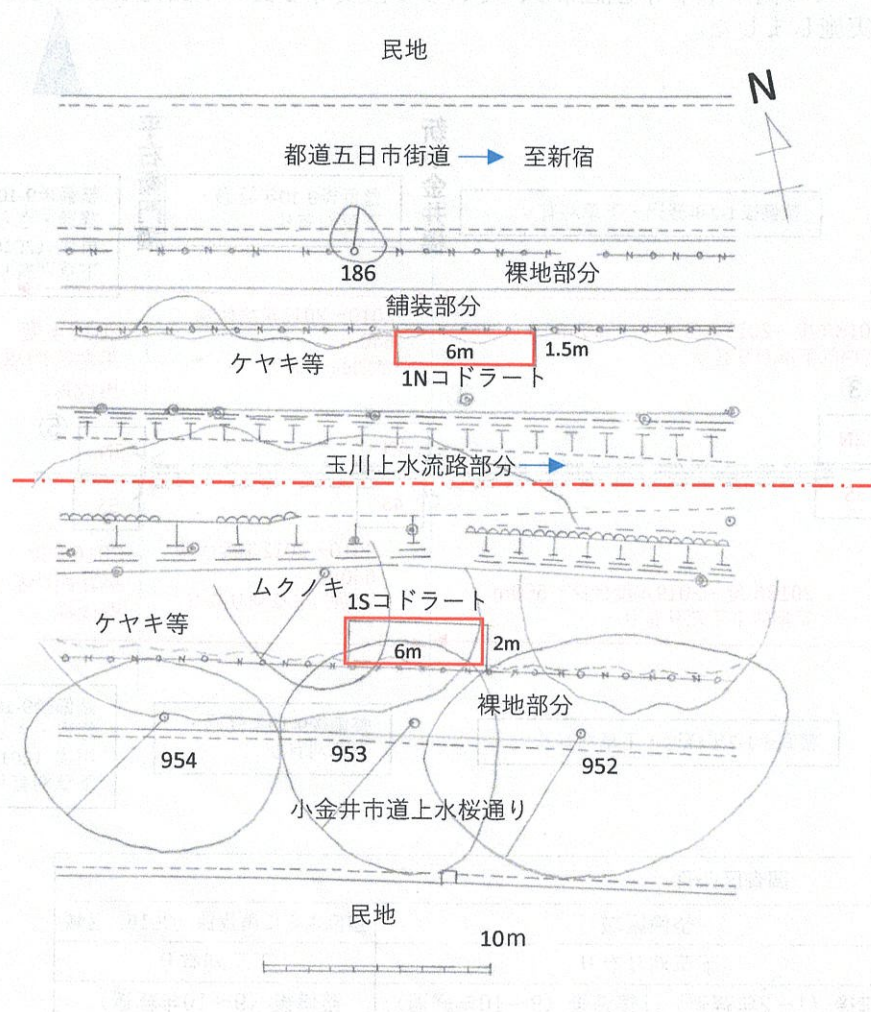 民地
N
都道五日市街道 → 至新宿
186
裸地部分
舗装部分
6m
1.5m
ケヤキ等
1Nコドラート
玉川上水流路部分 →
ムクノキ
1Sコドラート
ケヤキ等
6m
2m
裸地部分
954
953
952
小金井市道上水桜通り
民地
10m